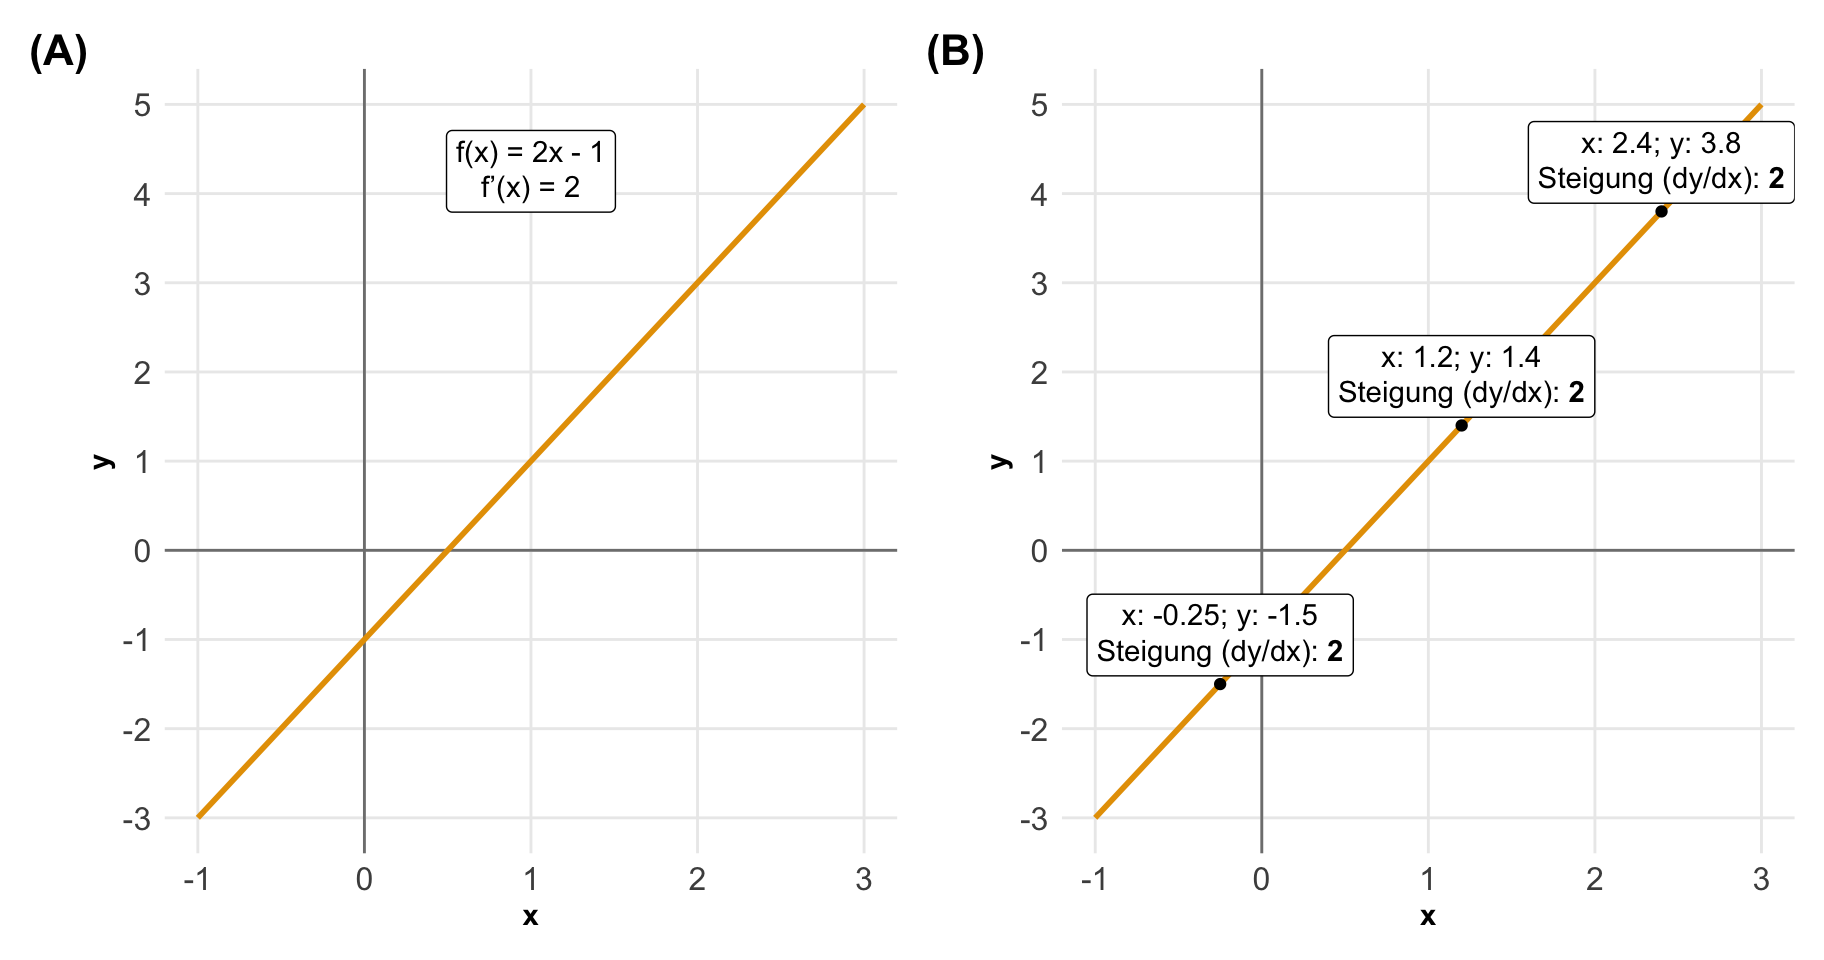 (A)
5
4
3
2
1
0
-1
-2
-3
y
f(x) = 2x - 1
f’(x) = 2
-1 0 1 2 3
x
(B)
5
4
3
2
1
0
-1
-2
-3
y
x: 2.4; y: 3.8
Steigung (dy/dx): 2
x: 1.2; y: 1.4
Steigung (dy/dx): 2
x: -0.25; y: -1.5
Steigung (dy/dx): 2
-1 0 1 2 3
x